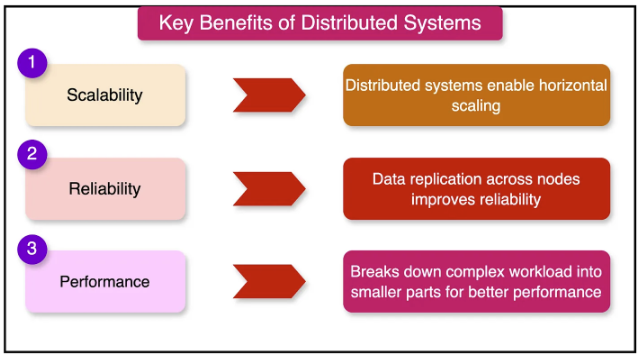 Key Benefits of Distributed Systems
1
Scalability
Distributed systems enable horizontal
scaling
2
Reliability
Data replication across nodes
improves reliability
3
Performance
Breaks down complex workload into
smaller parts for better performance